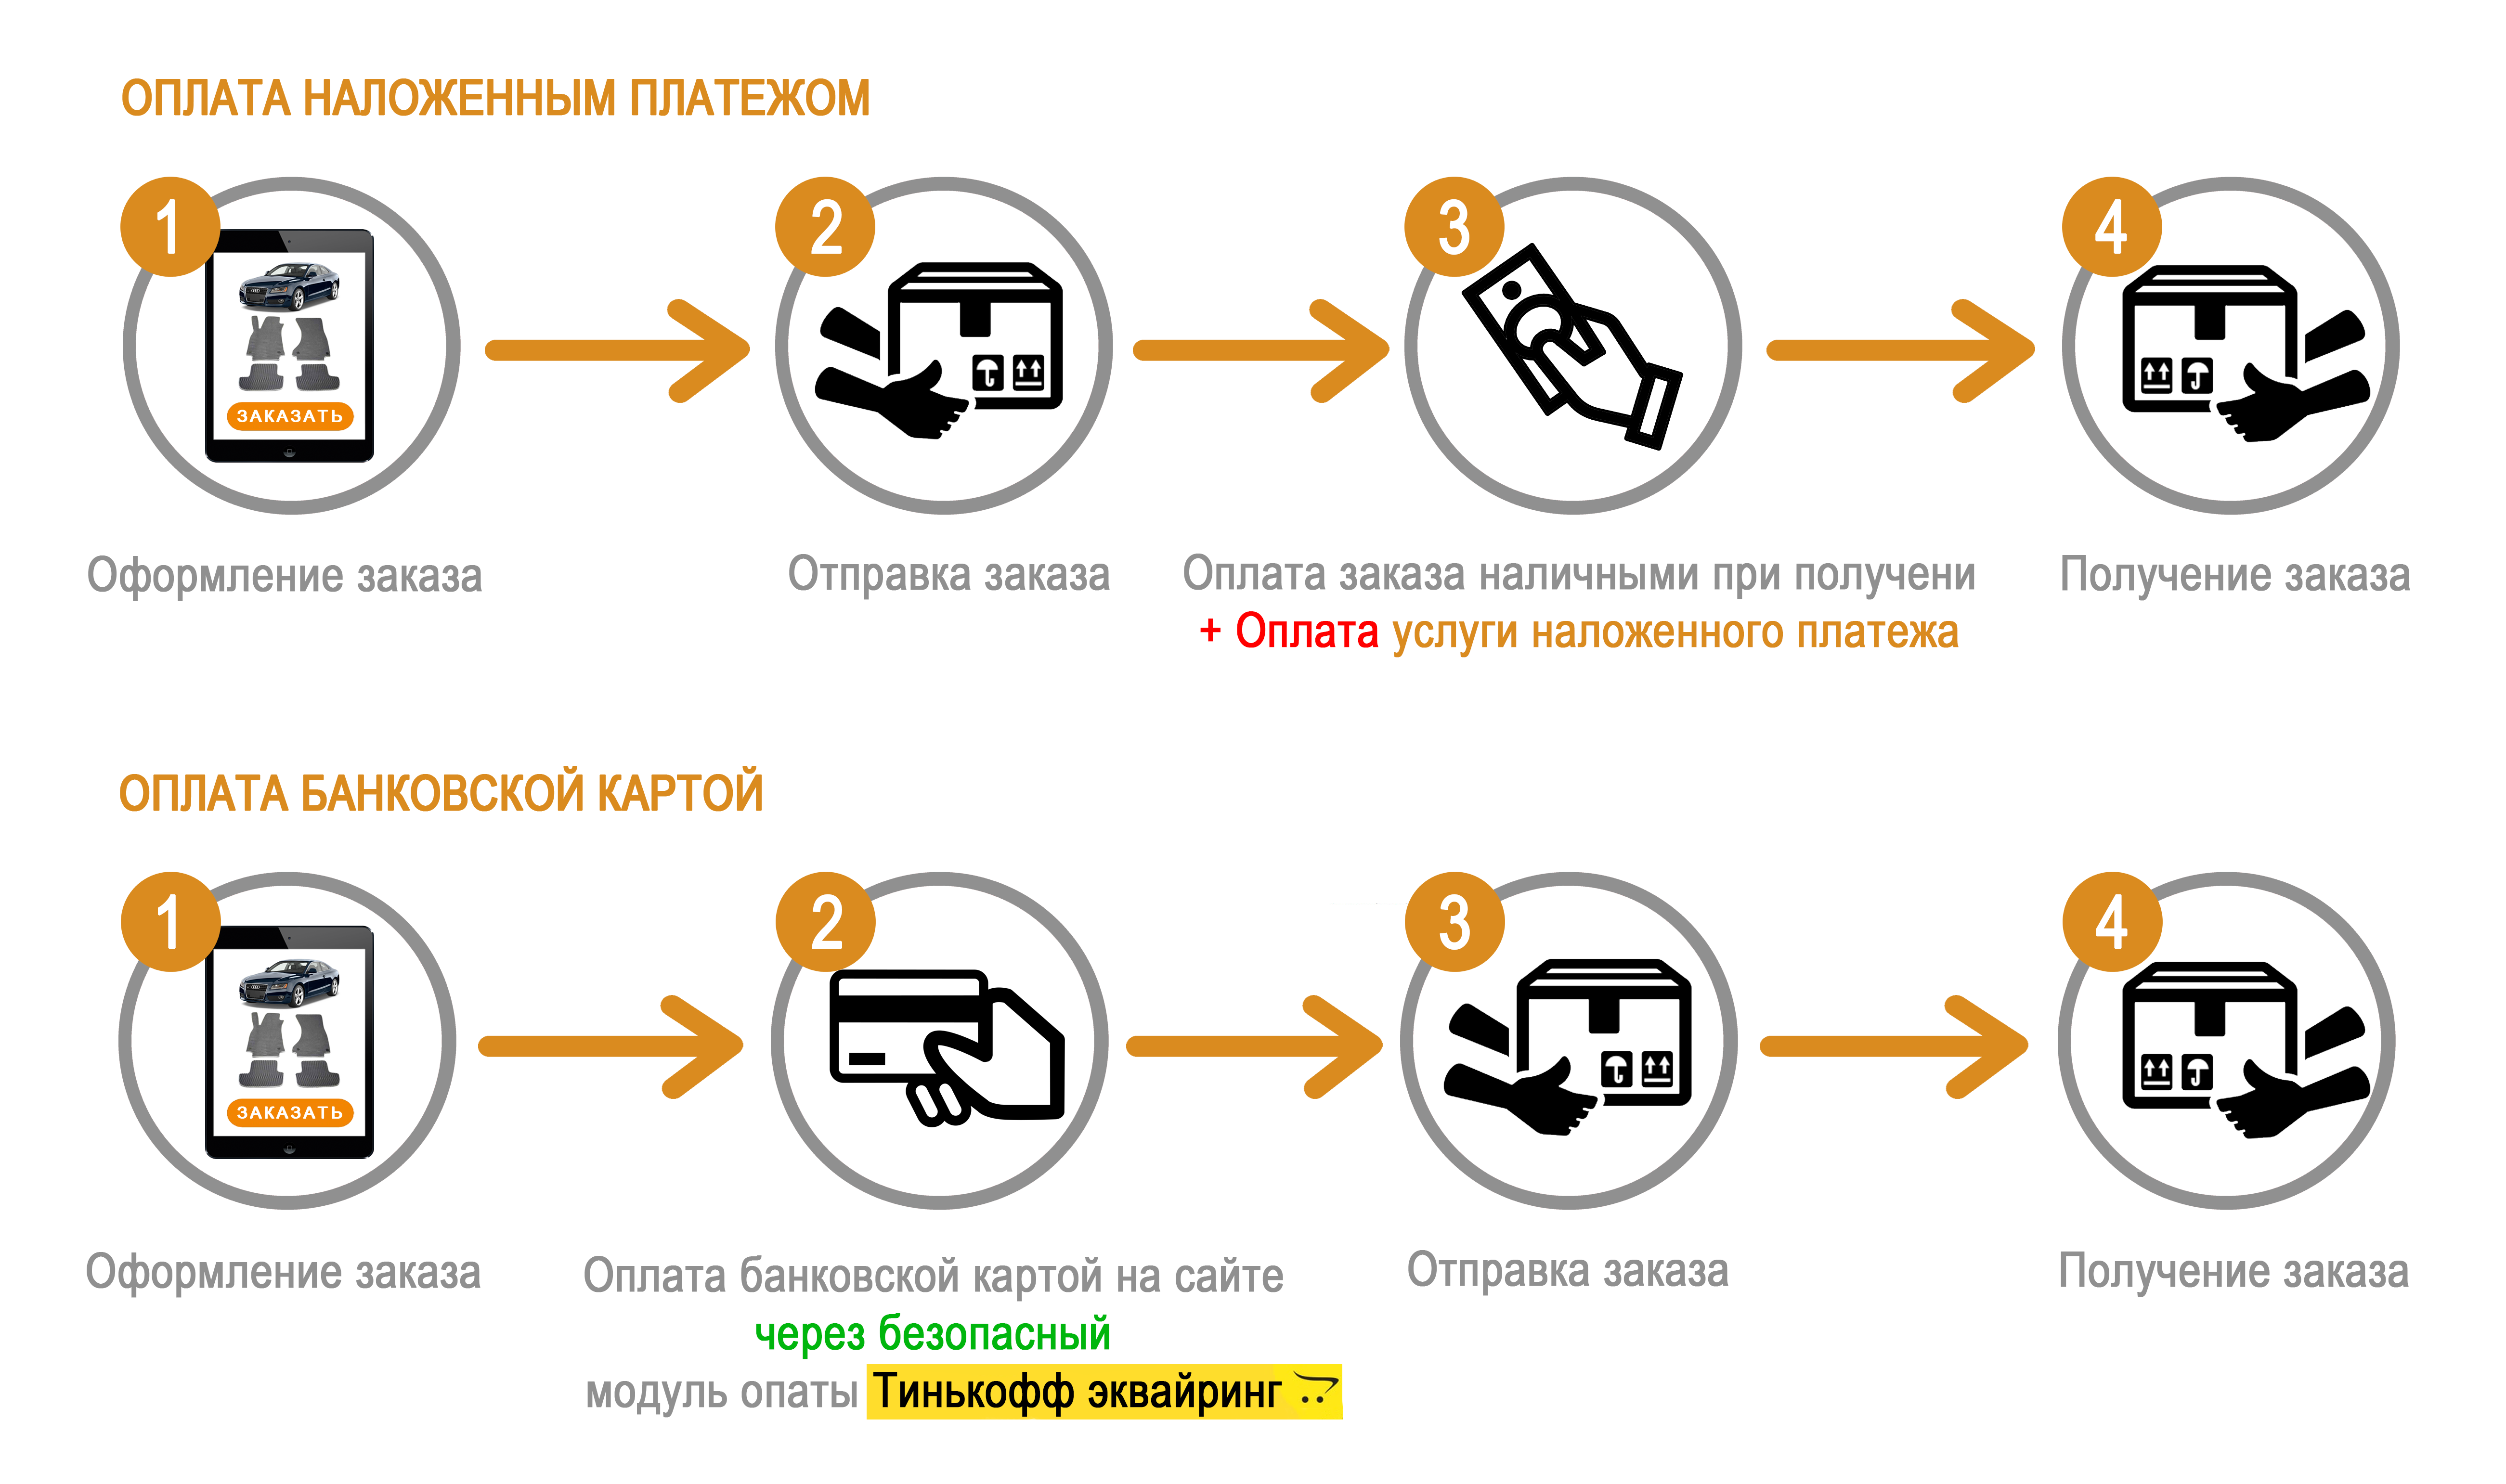 ОПЛАТА НАЛОЖЕННЫМ ПЛАТЕЖОМ
1
2
3
4
ЗАКАЗАТЬ
Оформление заказа
Отправка заказа
Оплата заказа наличными при получени
+ Оплата услуги наложенного платежа
Получение заказа
ОПЛАТА БАНКОВСКОЙ КАРТОЙ
1
2
3
4
ЗАКАЗАТЬ
Оформление заказа
Оплата банковской картой на сайте
через безопасный
модуль опаты Тинькофф эквайринг
Отправка заказа
Получение заказа